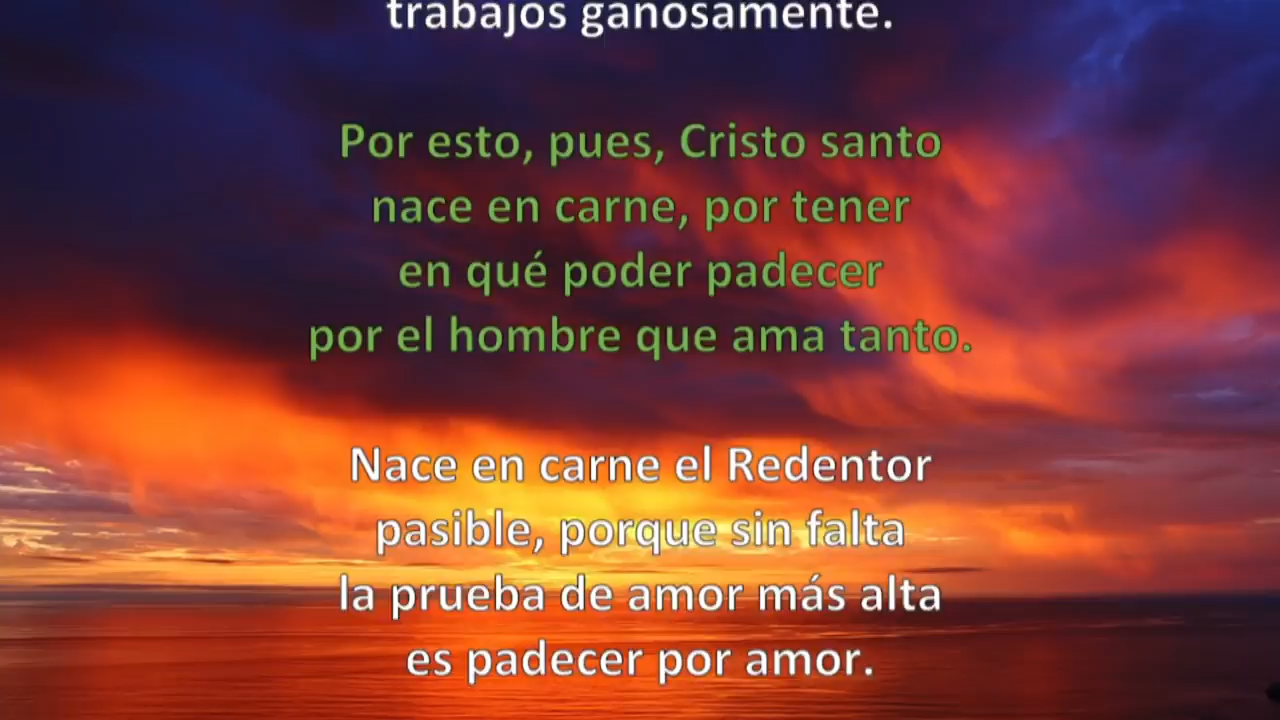 trabajos ganosamente.
Por esto, pues, Cristo santo
nace en carne, por tener
en qué poder padecer
por el hombre que ama tanto.
Nace en carne el Redentor
pasible, porque sin falta
la prueba de amor más alta
es padecer por amor.